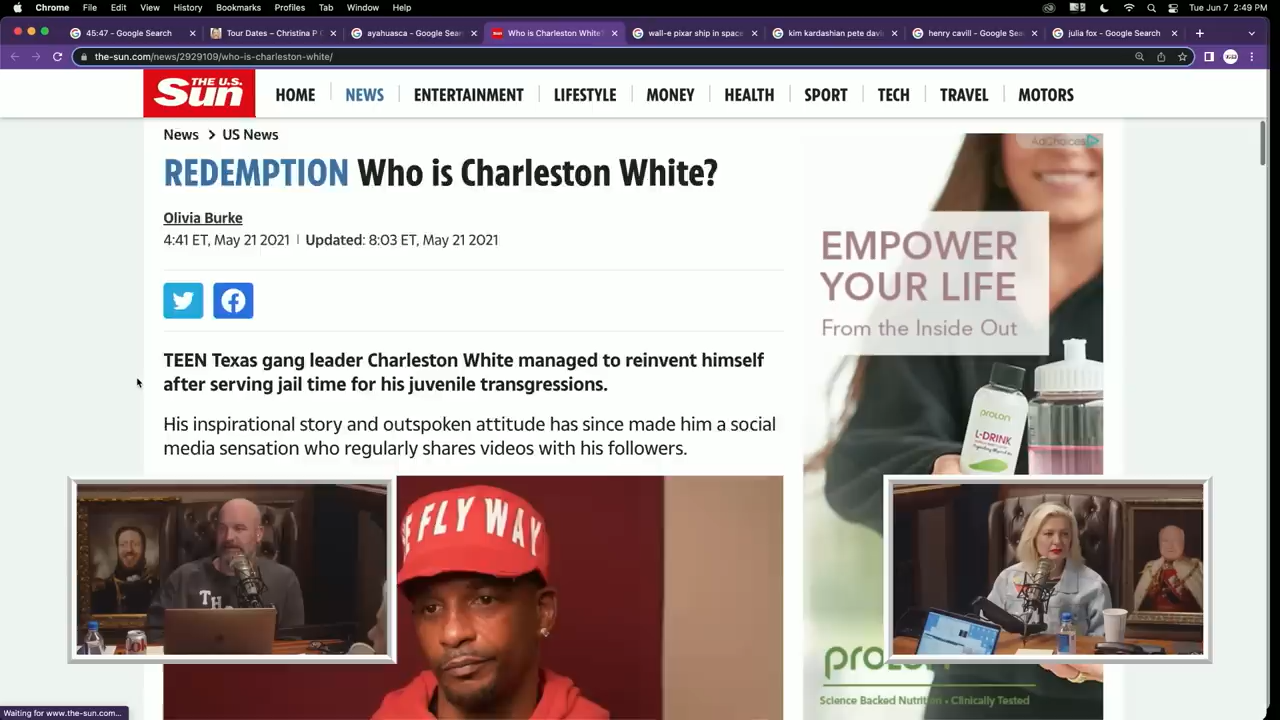 Chrome File Edit View History Bookmarks Profiles Tab Window Help Tue Jun 7 2:49 PM
45:47 - Google Search
Tour Dates – Christina P
ayahuasca - Google Sear
Who is Charleston White?
wall-e pixar ship in space
kim kardashian pete davi
henry cavill - Google Sea
julia fox - Google Search
the-sun.com/news/2929109/who-is-charleston-white/
THE U.S. Sun
HOME NEWS ENTERTAINMENT LIFESTYLE MONEY HEALTH SPORT TECH TRAVEL MOTORS
News > US News
AdChoices
REDEMPTION Who is Charleston White?
Olivia Burke
4:41 ET, May 21 2021 | Updated: 8:03 ET, May 21 2021
EMPOWER
YOUR LIFE
From the Inside Out
TEEN Texas gang leader Charleston White managed to reinvent himself
after serving jail time for his juvenile transgressions.
His inspirational story and outspoken attitude has since made him a social
media sensation who regularly shares videos with his followers.
prolon
L-DRINK
FLY WAY
TH
prolon
Science Backed Nutrition • Clinically Tested
Waiting for www.the-sun.com...